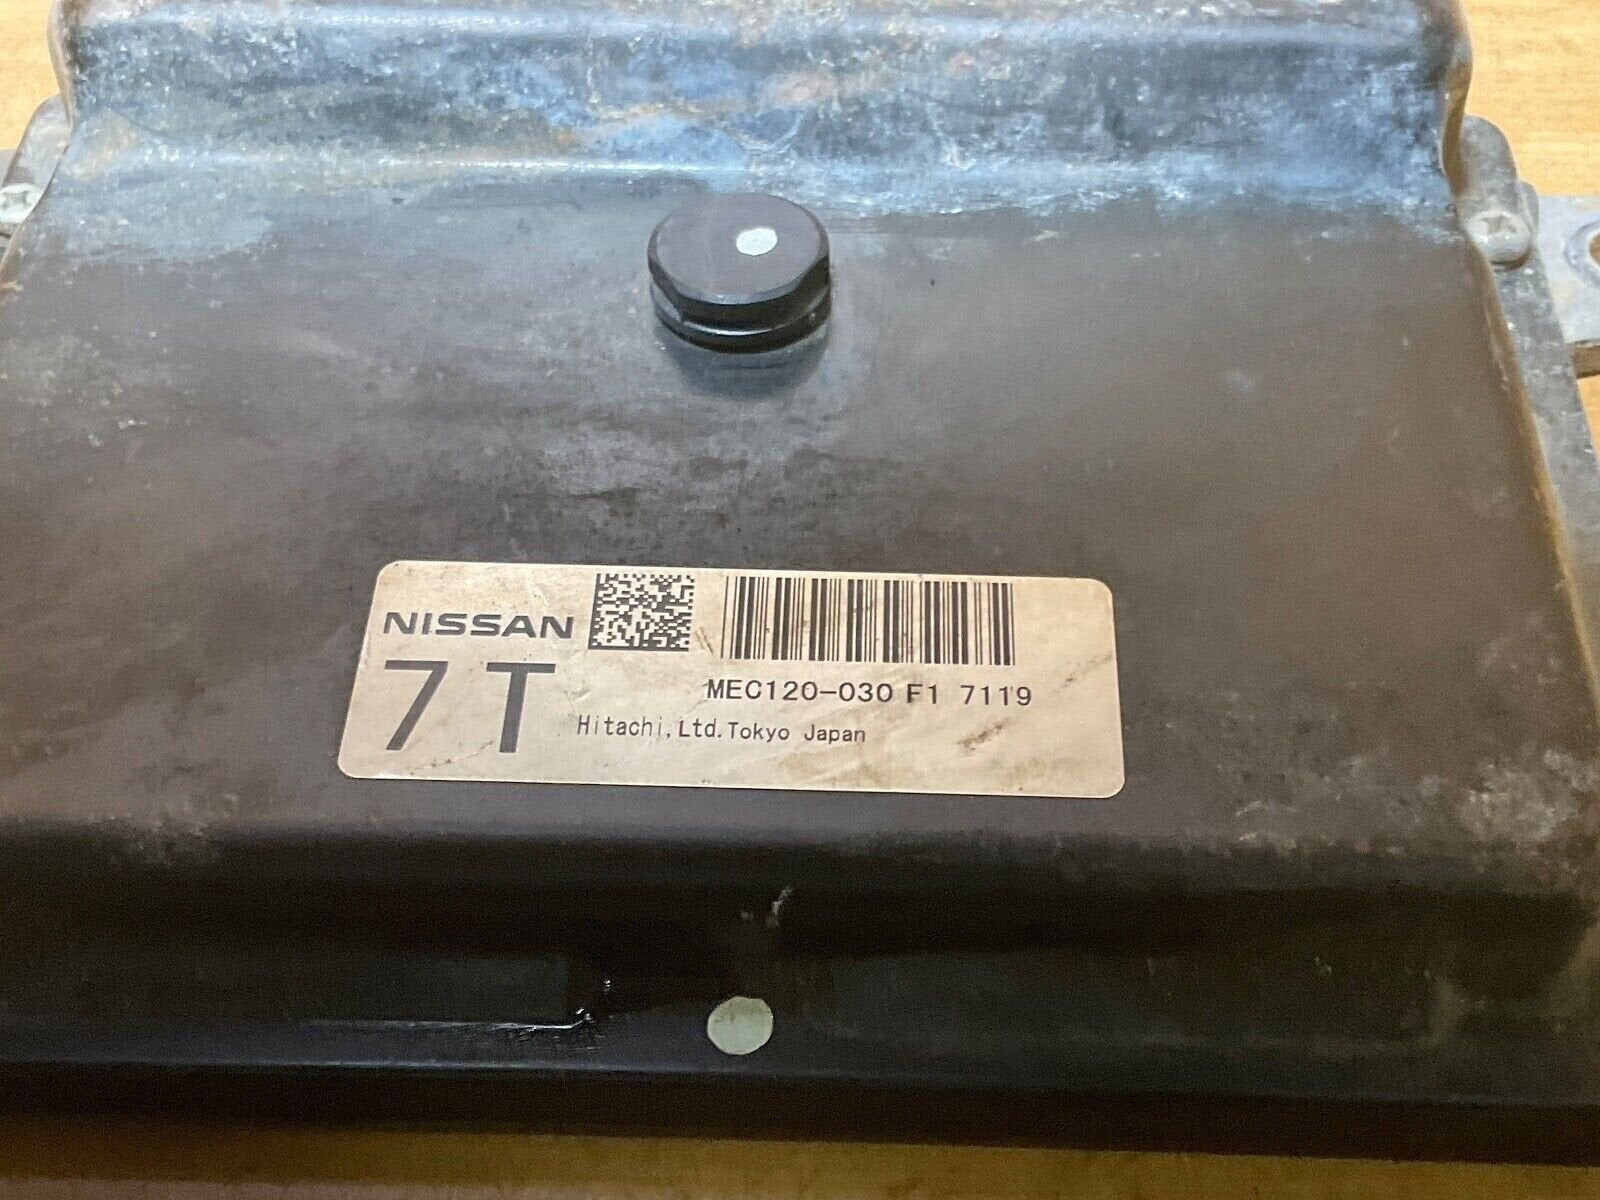 NISSAN
7T
MEC120-030 F1 7119
Hitachi,Ltd.Tokyo Japan